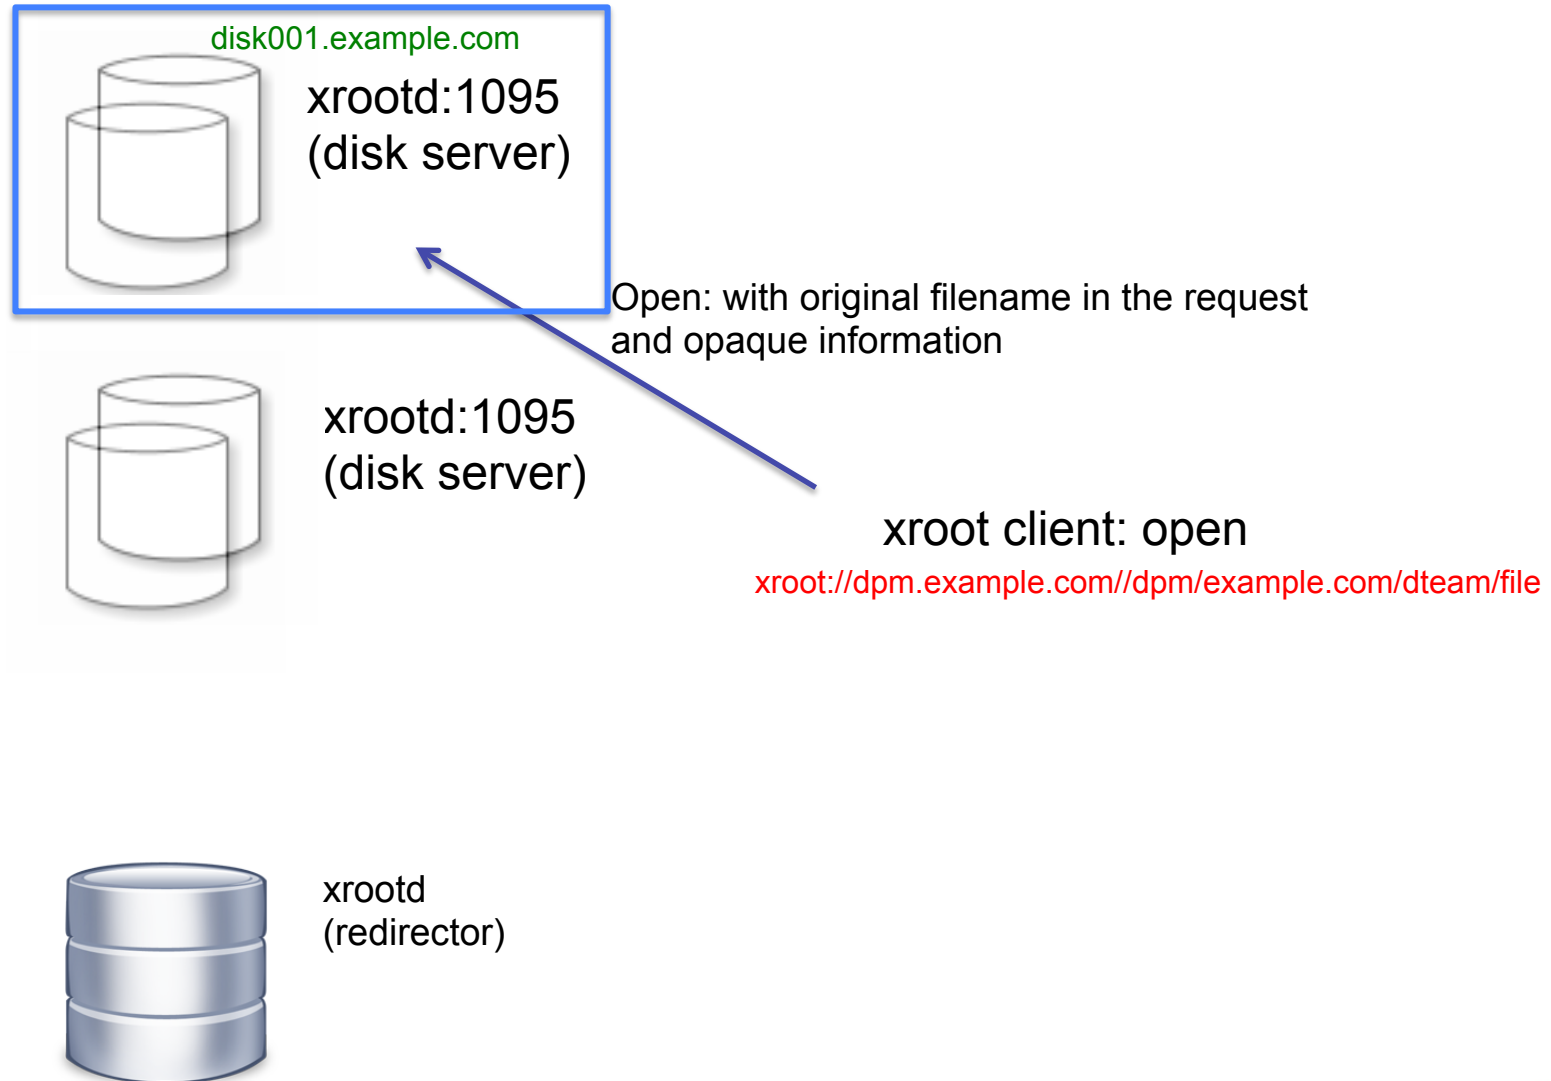 disk001.example.com
xrootd:1095
(disk server)
Open: with original filename in the request
and opaque information
xrootd:1095
(disk server)
xroot client: open
xroot://dpm.example.com//dpm/example.com/dteam/file
xrootd
(redirector)